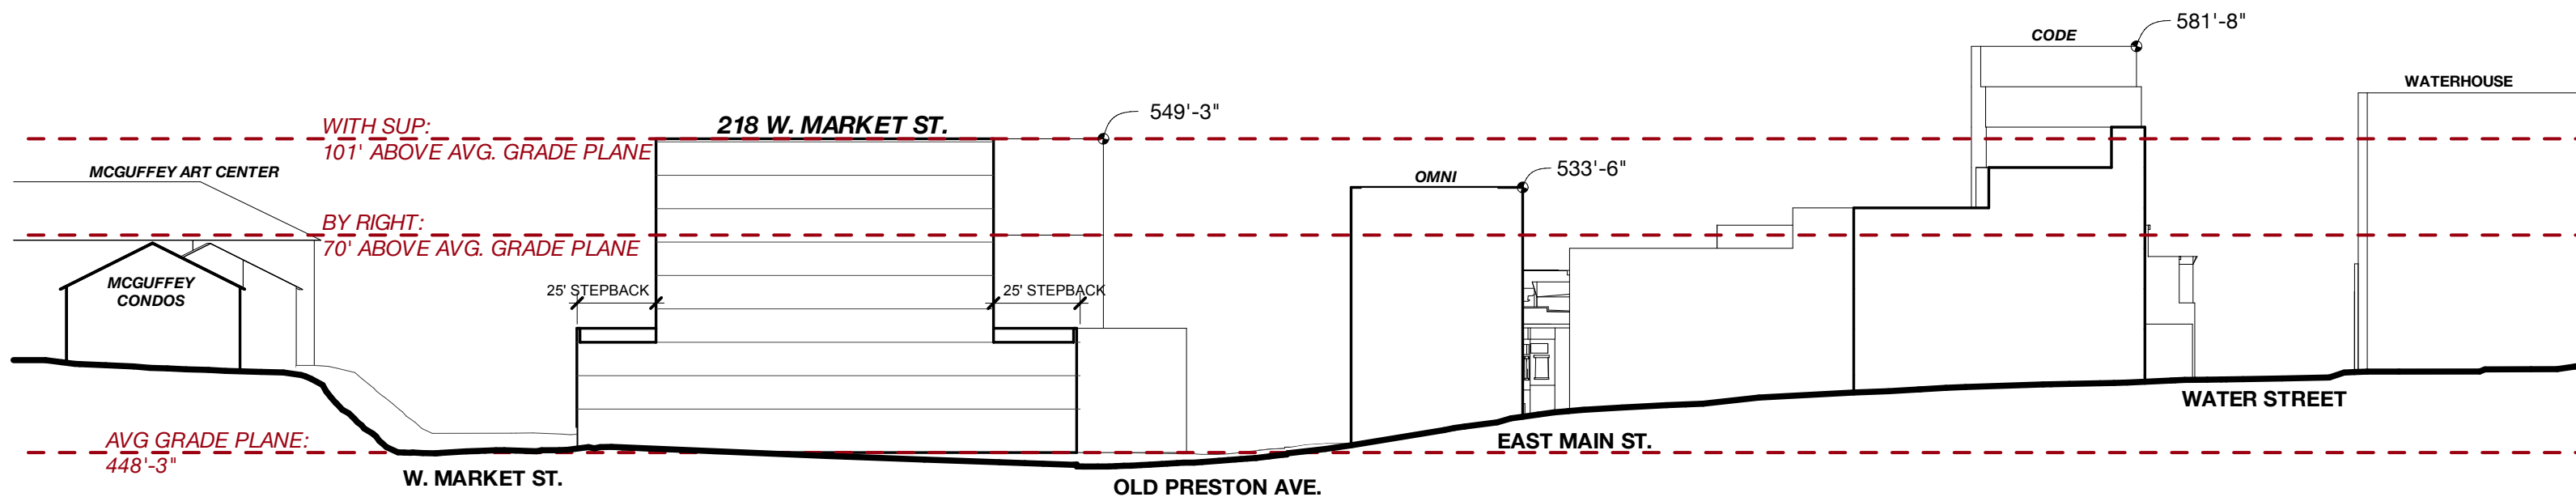 CODE
581'-8"
WATERHOUSE
549'-3"
WITH SUP:
101' ABOVE AVG. GRADE PLANE
218 W. MARKET ST.
533'-6"
MCGUFFEY ART CENTER
OMNI
BY RIGHT:
70' ABOVE AVG. GRADE PLANE
MCGUFFEY
CONDOS
25' STEPBACK
25' STEPBACK
WATER STREET
AVG GRADE PLANE:
448'-3"
EAST MAIN ST.
W. MARKET ST.
OLD PRESTON AVE.